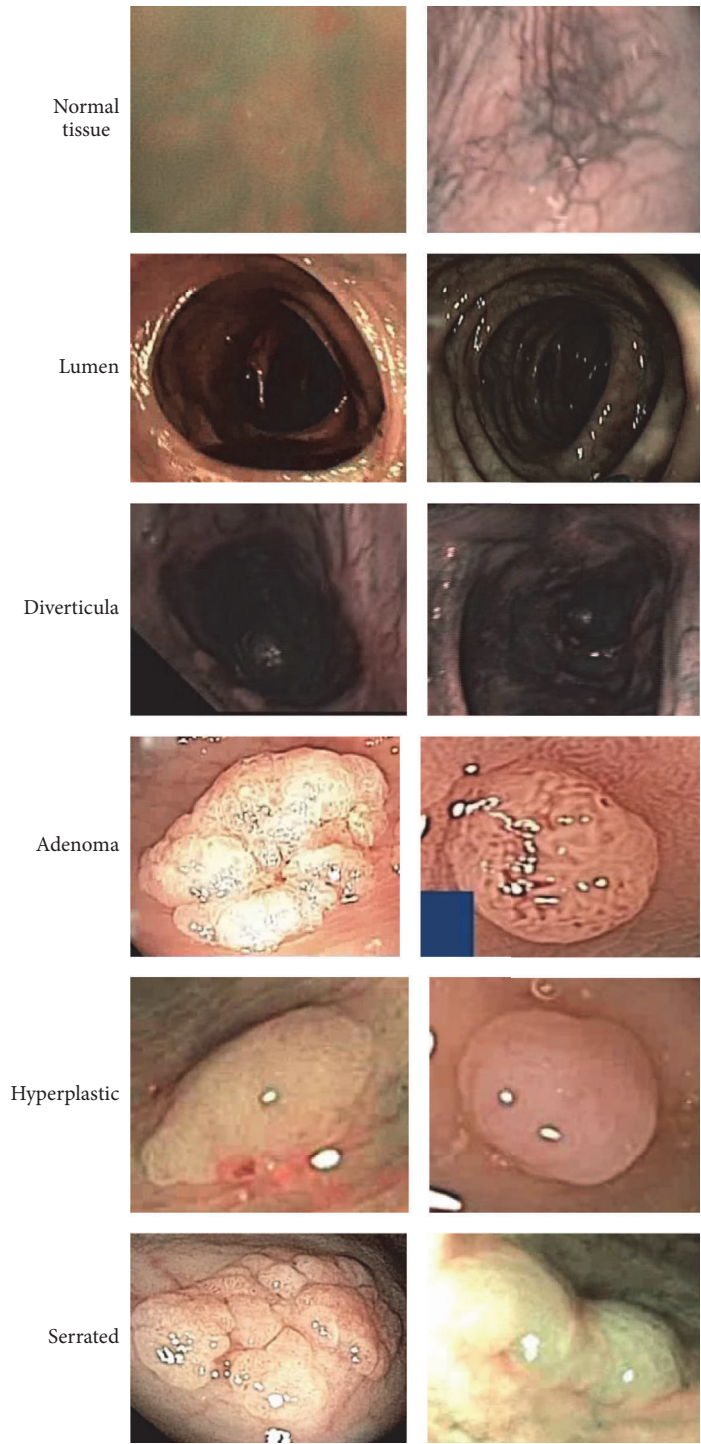 Normal
tissue
Lumen
Diverticula
Adenoma
Hyperplastic
Serrated